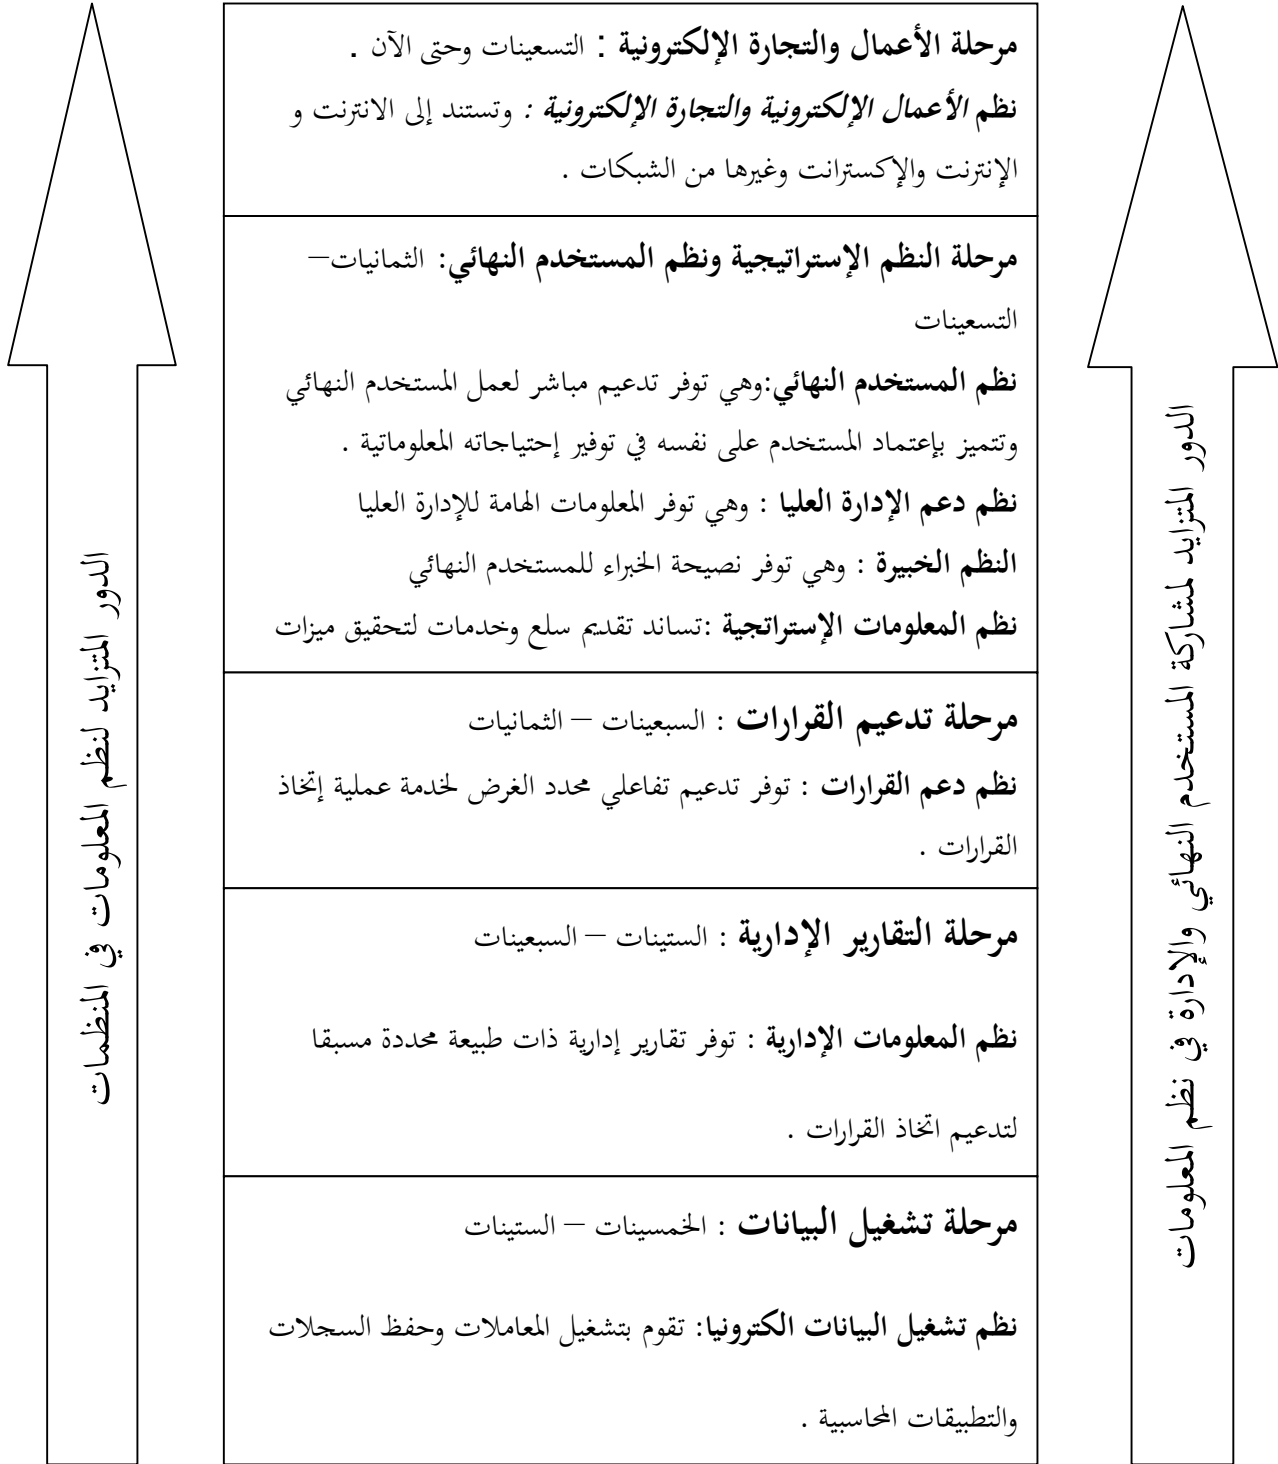 مرحلة الأعمال والتجارة الإلكترونية : التسعينات وحتى الآن .
نظم الأعمال الإلكترونية والتجارة الإلكترونية : وتستند إلى الانترنت و
الإنترنت والإكسترانت وغيرها من الشبكات .
مرحلة النظم الإستراتيجية ونظم المستخدم النهائي: الثمانيات–
التسعينات
نظم المستخدم النهائي:وهي توفر تدعيم مباشر لعمل المستخدم النهائي
وتتميز بإعتماد المستخدم على نفسه في توفير إحتياجاته المعلوماتية .
نظم دعم الإدارة العليا : وهي توفر المعلومات الهامة للإدارة العليا
النظم الخبيرة : وهي توفر نصيحة الخبراء للمستخدم النهائي
نظم المعلومات الإستراتجية :تساند تقديم سلع وخدمات لتحقيق ميزات
مرحلة تدعيم القرارات : السبعينات – الثمانيات
نظم دعم القرارات : توفر تدعيم تفاعلي محدد الغرض لخدمة عملية إتخاذ
القرارات .
مرحلة التقارير الإدارية : الستينات – السبعينات
نظم المعلومات الإدارية : توفر تقارير إدارية ذات طبيعة محددة مسبقا
لتدعيم اتخاذ القرارات .
مرحلة تشغيل البيانات : الخمسينات – الستينات
نظم تشغيل البيانات الكترونيا: تقوم بتشغيل المعاملات وحفظ السجلات
والتطبيقات المحاسبية .
الدور المتزايد لمشاركة المستخدم النهائي والإدارة في نظم المعلومات
الدور المتزايد لنظم المعلومات في المنظمات